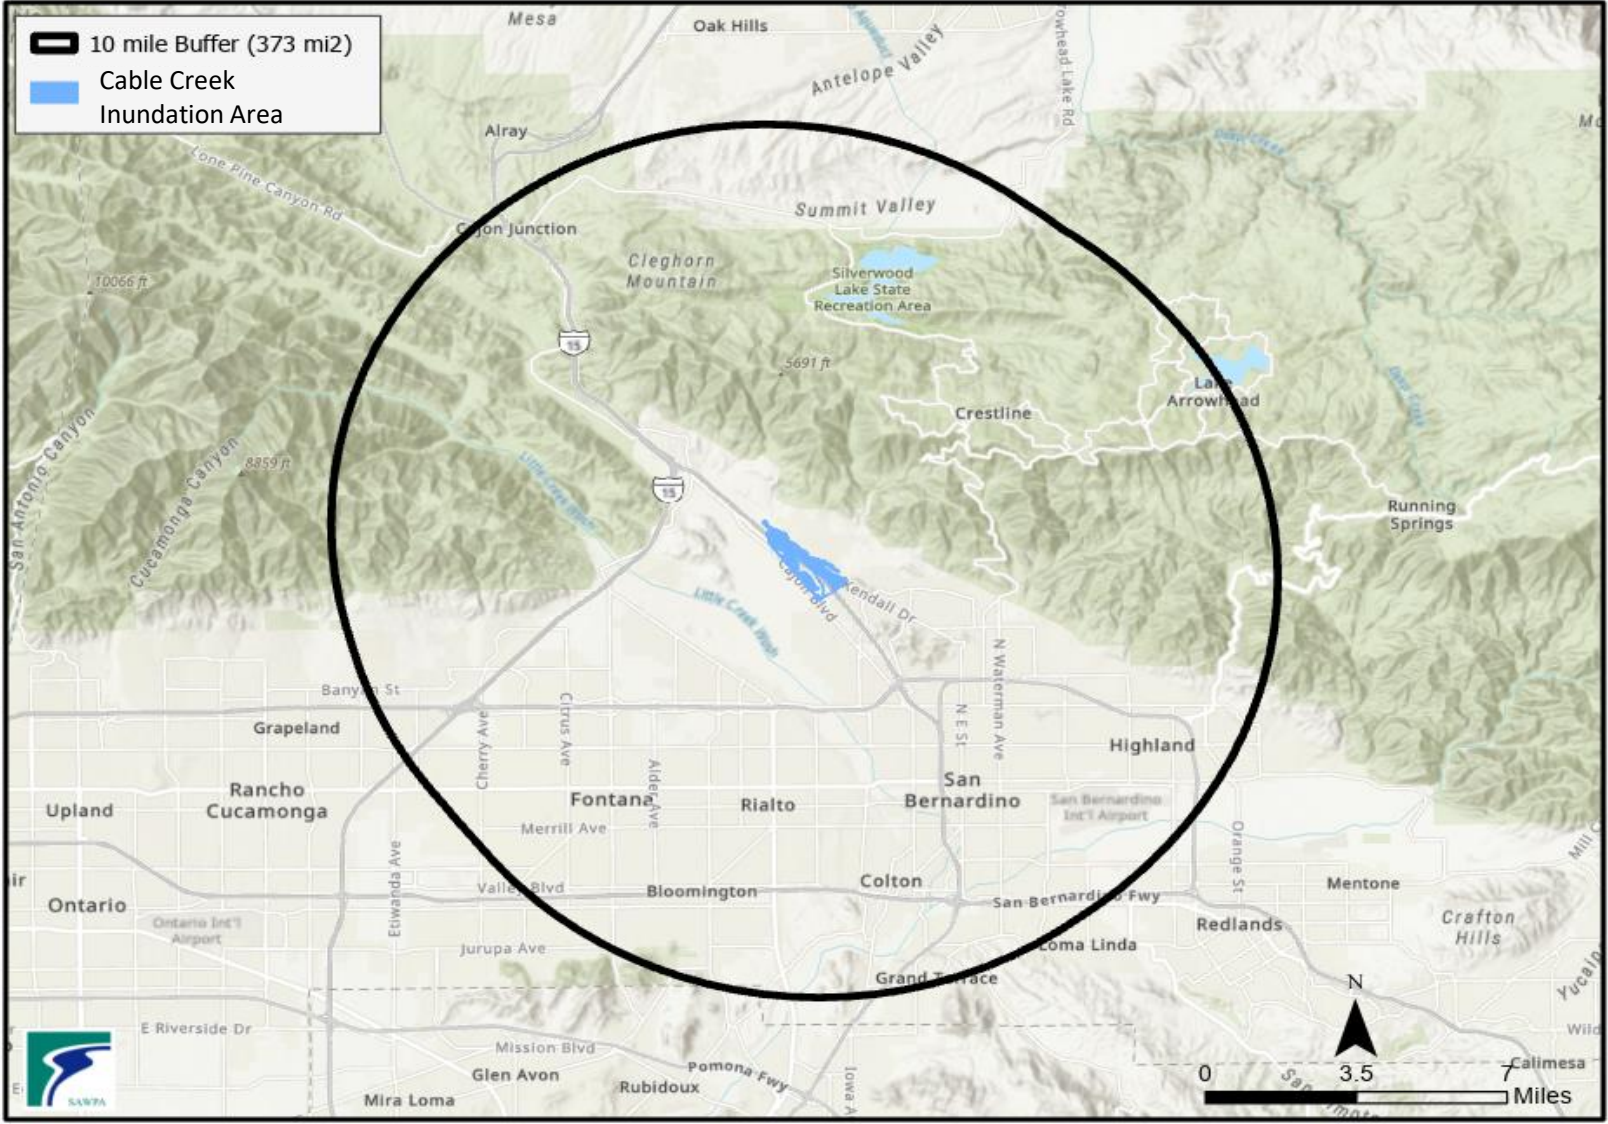 10 mile Buffer (373 mi2)
Cable Creek
Inundation Area
Mesa
Oak Hills
Antelope Valley
Alray
Lone Pine Canyon Rd
Summit Valley
Cajon Junction
Cleghorn
Mountain
Silverwood
Lake State
Recreation Area
10066 ft
15
5691 ft
Lake
Arrowhead
Crestline
8859 ft
San Antonio Canyon
Cucamonga Canyon
15
Running
Springs
Cajon Blvd
Kendall Dr
N Waterman Ave
Banyan St
Cherry Ave
Citrus Ave
N E St
Grapeland
Highland
Rancho
Cucamonga
Upland
Fontana
Alder Ave
Rialto
San
Bernardino
San Bernardino
Int'l Airport
Merrill Ave
Orange St
Etiwanda Ave
Valley Blvd
Bloomington
Colton
San Bernardino Fwy
Mentone
Ontario
Ontario Int'l
Airport
Redlands
Crafton
Hills
Jurupa Ave
Loma Linda
Grand Terrace
N
E Riverside Dr
Mission Blvd
Glen Avon
Pomona Fwy
Rubidoux
Mira Loma
Calimesa
0 3.5 7
Miles
SAWPA